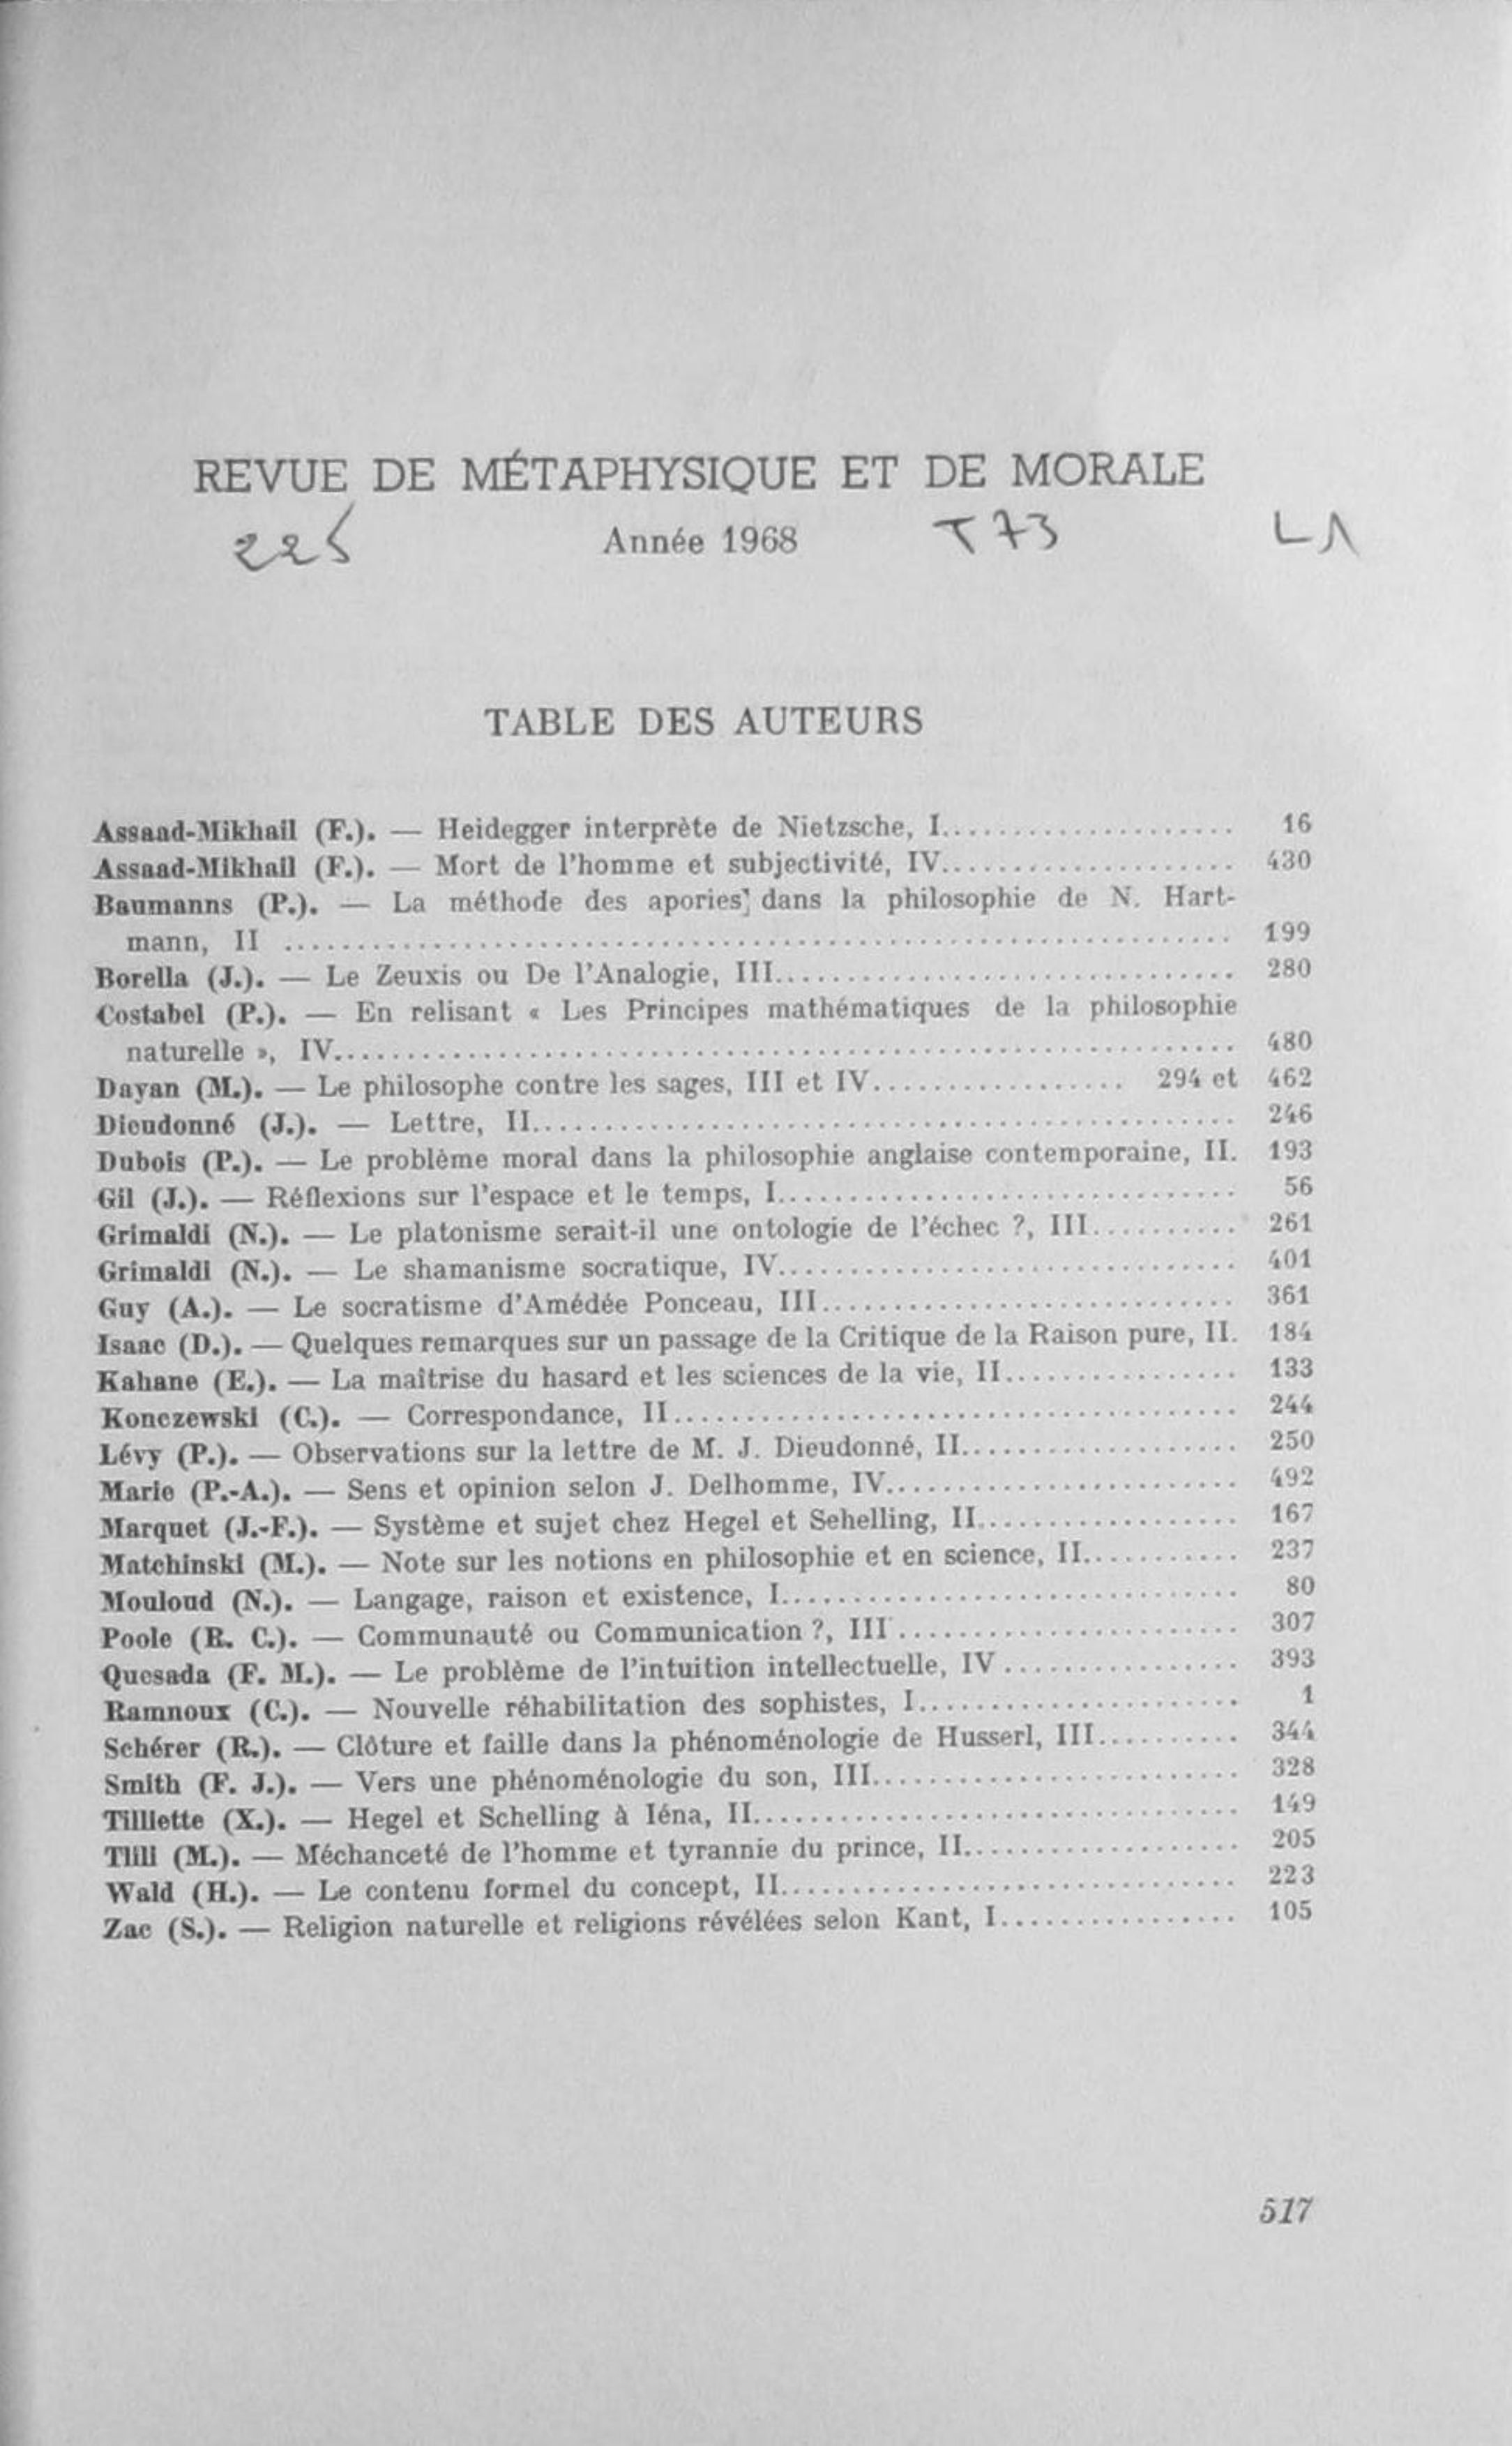 REVUE DE MÉTAPHYSIQUE ET DE MORALE
225 Année 1968 T73
TABLE DES AUTEURS
Assaad-Mikhail (F.). — Heidegger interprète de Nietzsche, I.................... 16
Assaad-Mikhail (F.). — Mort de l'homme et subjectivité, IV.................... 430
Baumanns (P.). — La méthode des apories] dans la philosophie de N. Hart-
mann, II .................... 199
Borella (J.). — Le Zeuxis ou De l'Analogie, III.................... 280
Costabel (P.). — En relisant « Les Principes mathématiques de la philosophie
naturelle », IV.................... 480
Dayan (M.). — Le philosophe contre les sages, III et IV.................... 294 et 462
Dieudonné (J.). — Lettre, II.................... 246
Dubois (P.). — Le problème moral dans la philosophie anglaise contemporaine, II. 193
Gil (J.). — Réflexions sur l'espace et le temps, I.................... 56
Grimaldi (N.). — Le platonisme serait-il une ontologie de l'échec ?, III.................... 261
Grimaldi (N.). — Le shamanisme socratique, IV.................... 401
Guy (A.). — Le socratisme d'Amédée Ponceau, III.................... 361
Isaac (D.). — Quelques remarques sur un passage de la Critique de la Raison pure, II. 184
Kahane (E.). — La maîtrise du hasard et les sciences de la vie, II.................... 133
Konczewski (C.). — Correspondance, II.................... 244
Lévy (P.). — Observations sur la lettre de M. J. Dieudonné, II.................... 250
Marie (P.-A.). — Sens et opinion selon J. Delhomme, IV.................... 492
Marquet (J.-F.). — Système et sujet chez Hegel et Sehelling, II.................... 167
Matchinski (M.). — Note sur les notions en philosophie et en science, II.................... 237
Mouloud (N.). — Langage, raison et existence, I.................... 80
Poole (R. C.). — Communauté ou Communication ?, III.................... 307
Quesada (F. M.). — Le problème de l'intuition intellectuelle, IV.................... 393
Ramnoux (C.). — Nouvelle réhabilitation des sophistes, I.................... 1
Schérer (R.). — Clôture et faille dans la phénoménologie de Husserl, III.................... 344
Smith (F. J.). — Vers une phénoménologie du son, III.................... 328
Tilliette (X.). — Hegel et Schelling à Iéna, II.................... 149
Tlili (M.). — Méchanceté de l'homme et tyrannie du prince, II.................... 205
Wald (H.). — Le contenu formel du concept, II.................... 223
Zac (S.). — Religion naturelle et religions révélées selon Kant, I.................... 105
517